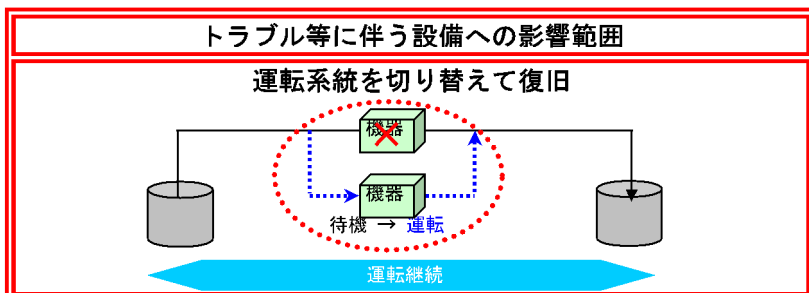 トラブル等に伴う設備への影響範囲
運転系統を切り替えて復旧
機器
機器
待機 → 運転
運転継続